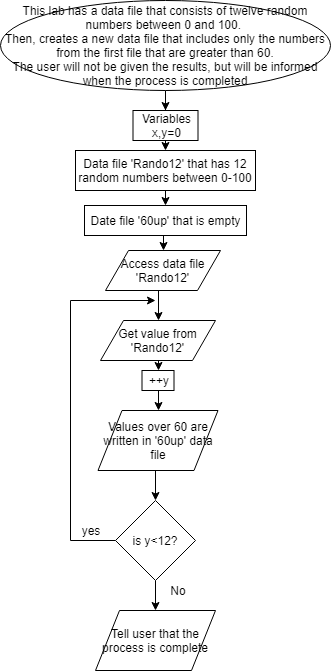 This lab has a data file that consists of twelve random
numbers between 0 and 100.
Then, creates a new data file that includes only the numbers
from the first file that are greater than 60.
The user will not be given the results, but will be informed
when the process is completed
Variables
x,y=0
Data file 'Rando12' that has 12
random numbers between 0-100
Date file '60up' that is empty
Access data file
'Rando12'
Get value from
'Rando12'
++y
Values over 60 are
written in '60up' data
file
is y<12?
yes
No
Tell user that the
process is complete